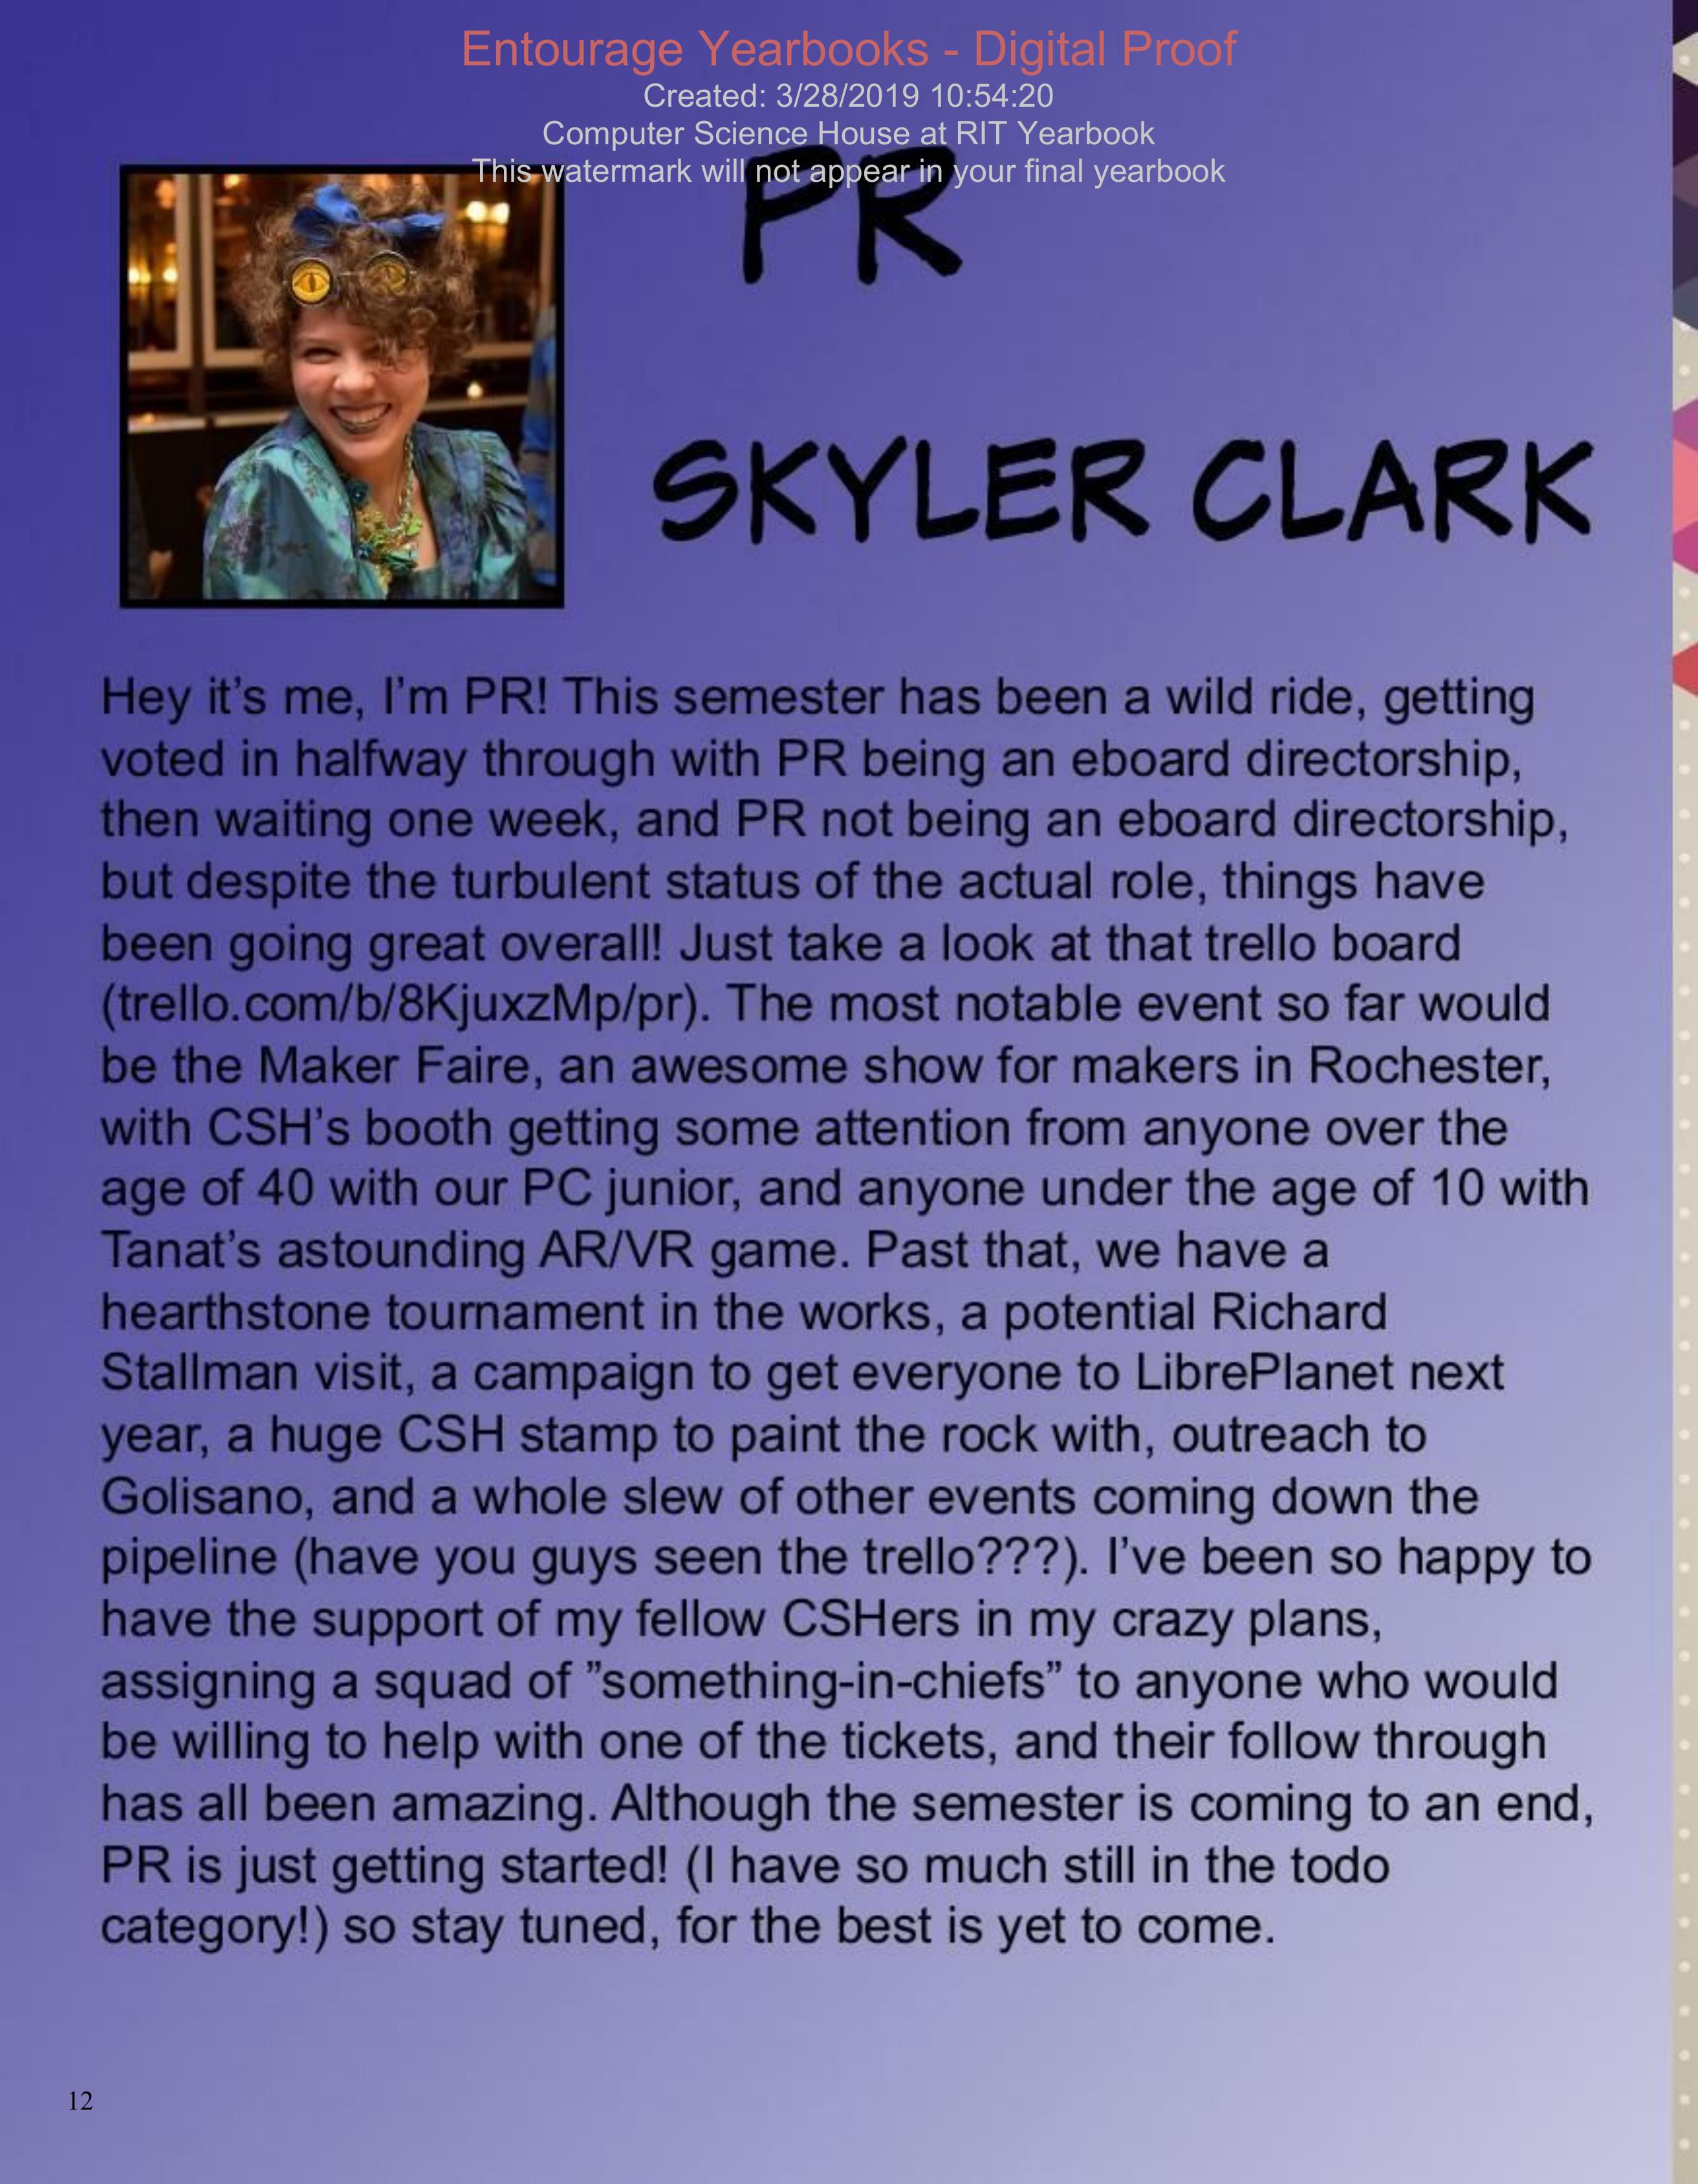 Entourage Yearbooks - Digital Proof
Created: 3/28/2019 10:54:20
Computer Science House at RIT Yearbook
This watermark will not appear in your final yearbook
PR
SKYLER CLARK
Hey it’s me, I’m PR! This semester has been a wild ride, getting
voted in halfway through with PR being an eboard directorship,
then waiting one week, and PR not being an eboard directorship,
but despite the turbulent status of the actual role, things have
been going great overall! Just take a look at that trello board
(trello.com/b/8KjuxzMp/pr). The most notable event so far would
be the Maker Faire, an awesome show for makers in Rochester,
with CSH’s booth getting some attention from anyone over the
age of 40 with our PC junior, and anyone under the age of 10 with
Tanat’s astounding AR/VR game. Past that, we have a
hearthstone tournament in the works, a potential Richard
Stallman visit, a campaign to get everyone to LibrePlanet next
year, a huge CSH stamp to paint the rock with, outreach to
Golisano, and a whole slew of other events coming down the
pipeline (have you guys seen the trello???). I’ve been so happy to
have the support of my fellow CSHers in my crazy plans,
assigning a squad of ”something-in-chiefs” to anyone who would
be willing to help with one of the tickets, and their follow through
has all been amazing. Although the semester is coming to an end,
PR is just getting started! (I have so much still in the todo
category!) so stay tuned, for the best is yet to come.
12